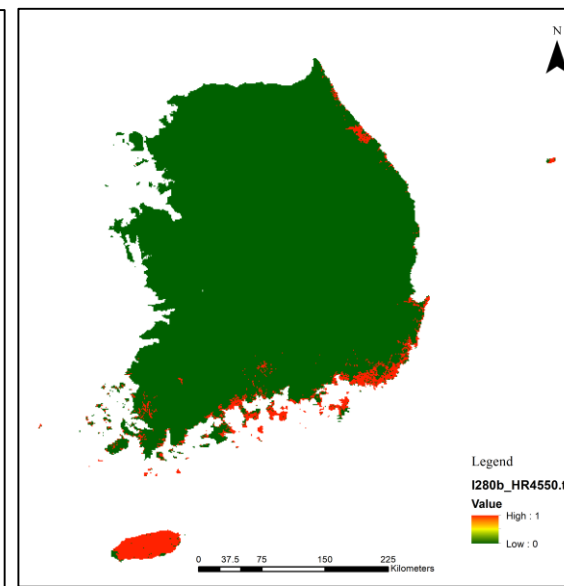 N
Legend
I280b_HR4550.t
Value
High : 1
Low : 0
0 37.5 75 150 225
Kilometers